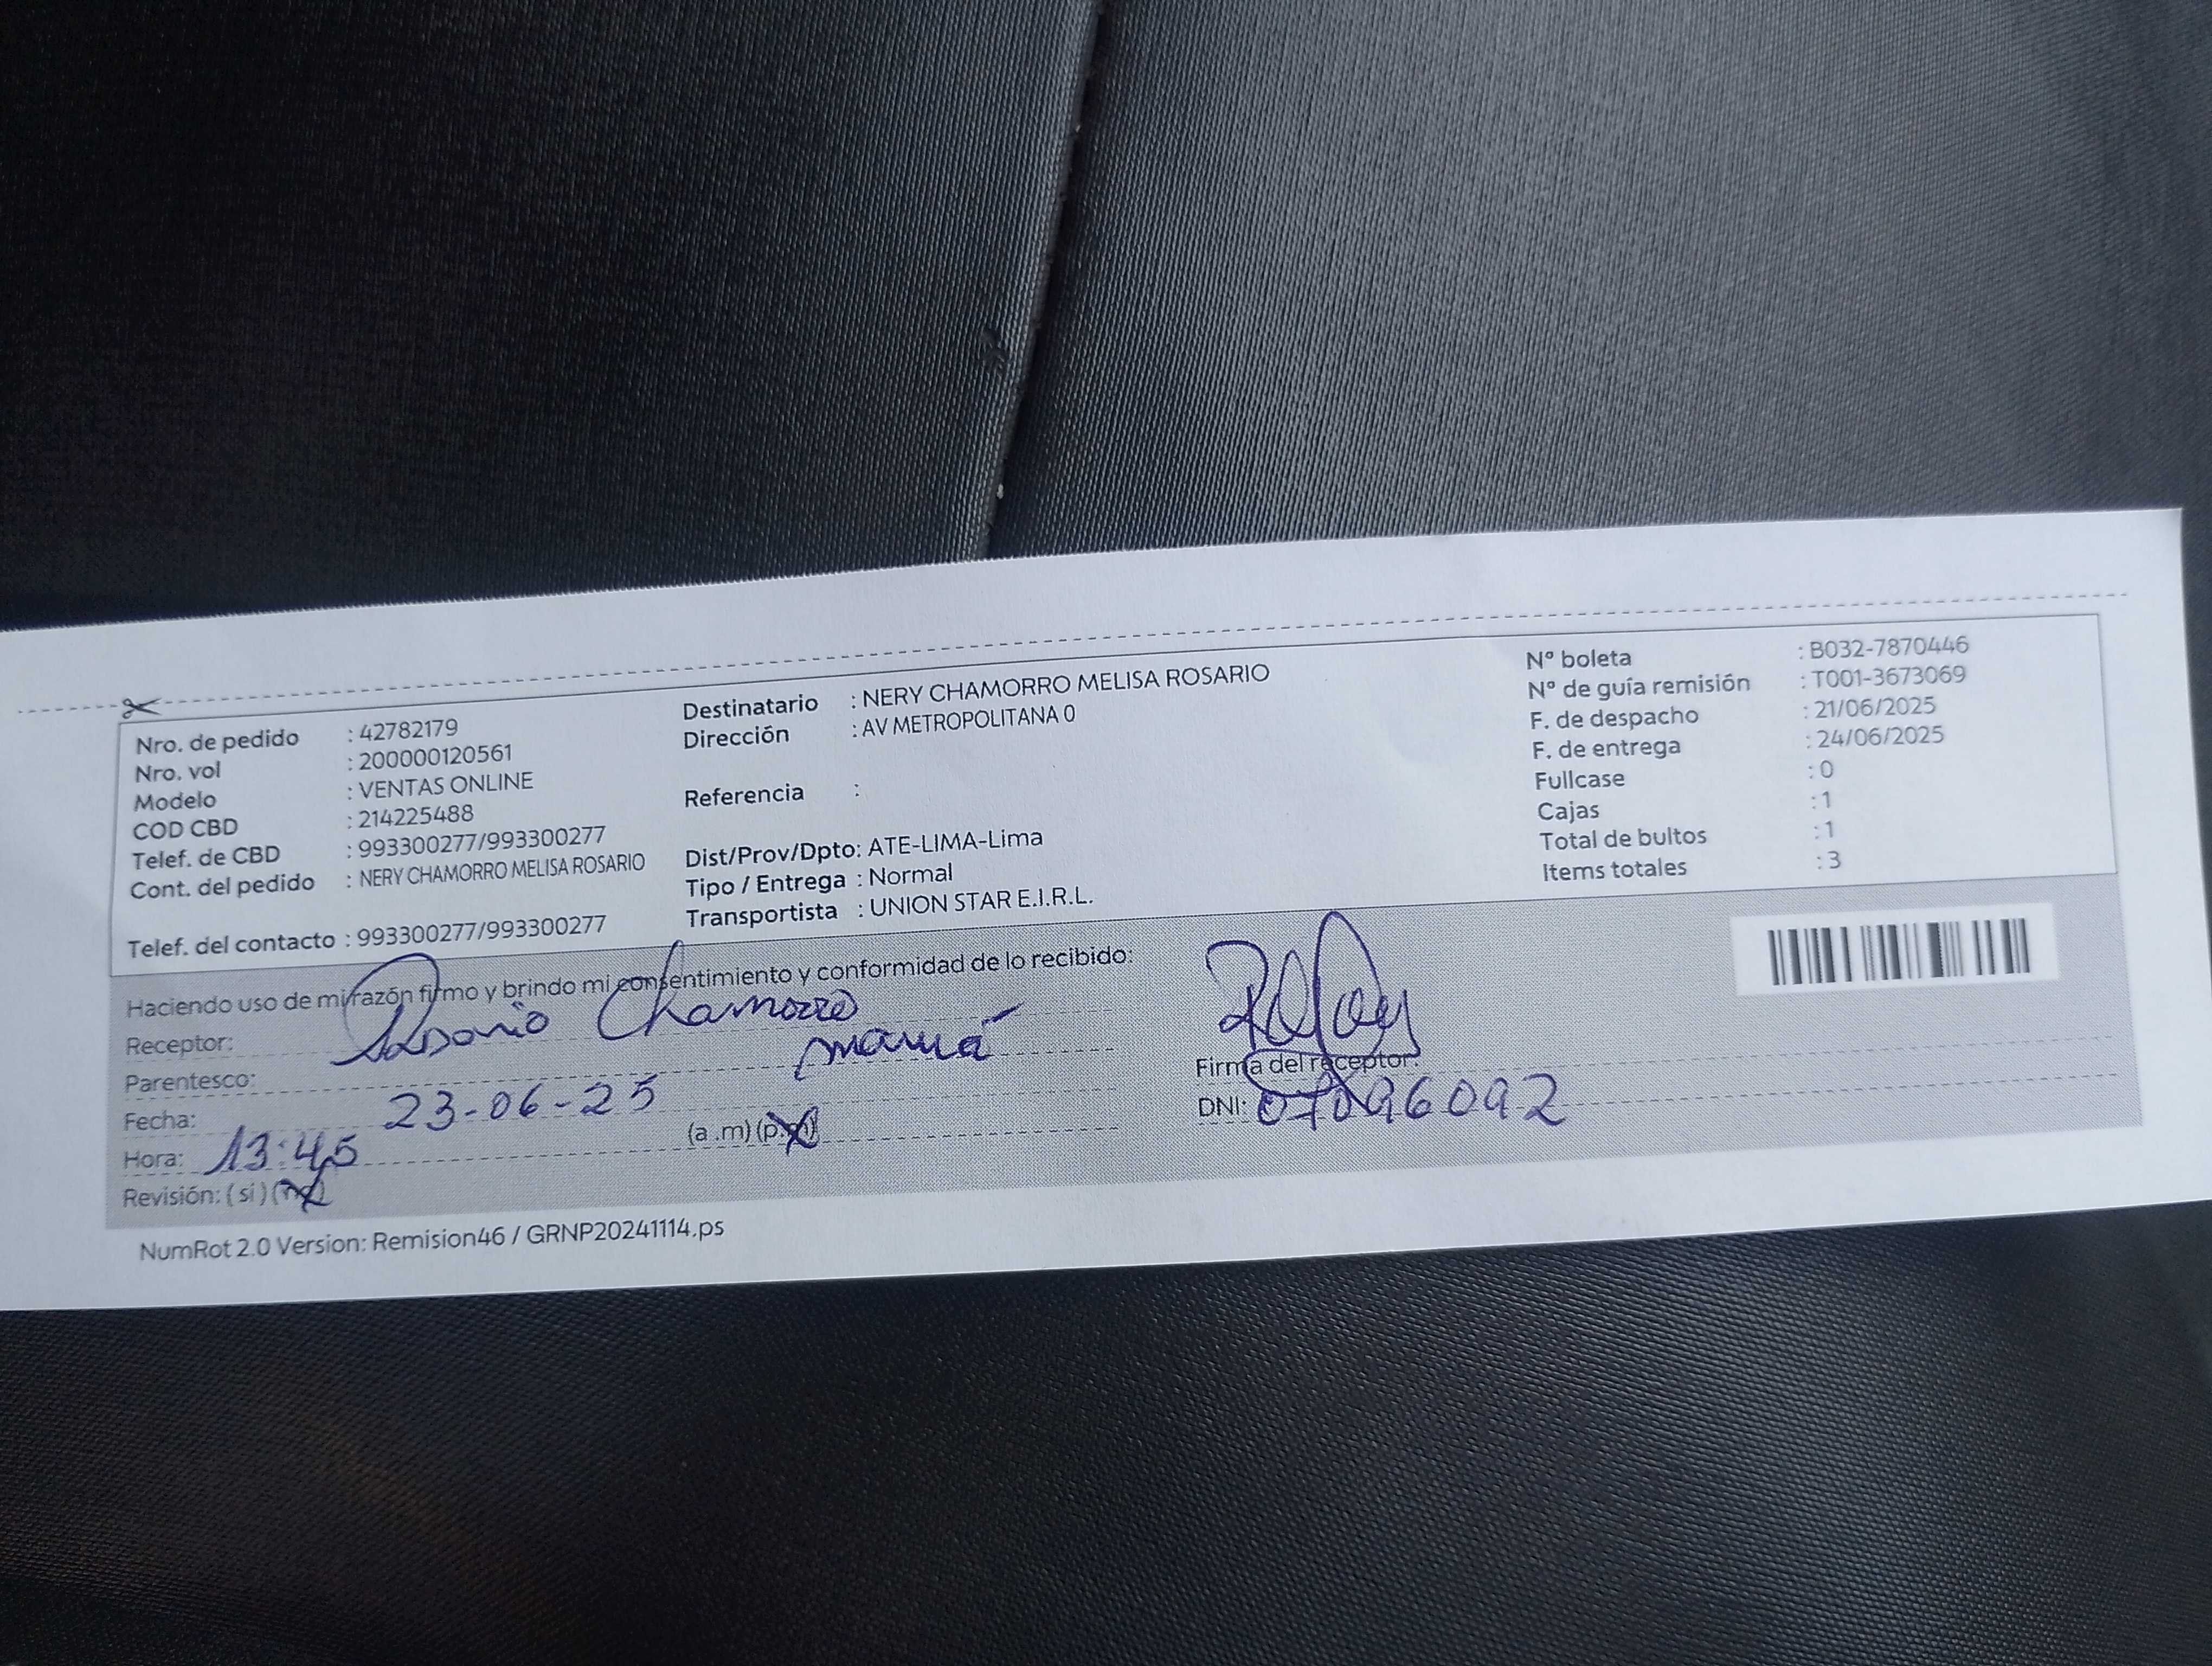 Nro. de pedido : 42782179
Nro. vol : 200000120561
Modelo : VENTAS ONLINE
COD CBD : 214225488
Telef. de CBD : 993300277/993300277
Cont. del pedido : NERY CHAMORRO MELISA ROSARIO
Telef. del contacto : 993300277/993300277
Destinatario : NERY CHAMORRO MELISA ROSARIO
Dirección : AV METROPOLITANA 0
Referencia :
Dist/Prov/Dpto: ATE-LIMA-Lima
Tipo / Entrega : Normal
Transportista : UNION STAR E.I.R.L.
N° boleta : B032-7870446
N° de guía remisión : T001-3673069
F. de despacho : 21/06/2025
F. de entrega : 24/06/2025
Fullcase : 0
Cajas : 1
Total de bultos : 1
Items totales : 3
Haciendo uso de mi razón firmo y brindo mi consentimiento y conformidad de lo recibido:
Receptor: Rosario Chamorro
Parentesco: mamá
Fecha: 23-06-25
Hora: 13:45 (a .m) (p.m)
Revisión: ( si ) (no)
Firma del receptor:
DNI: 07096092
NumRot 2.0 Version: Remision46 / GRNP20241114.ps